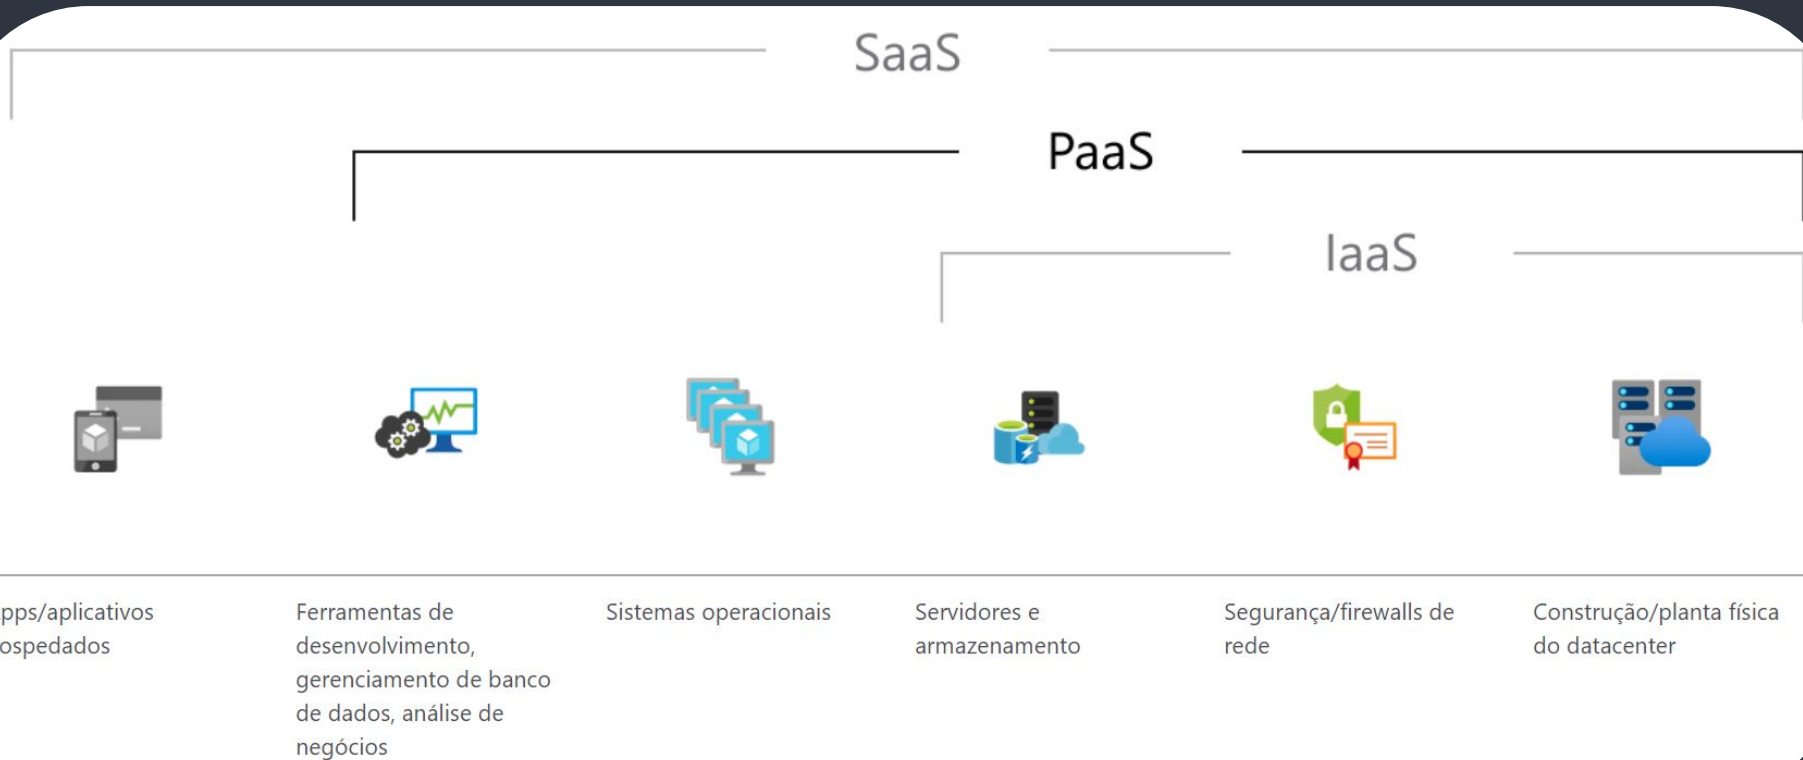 SaaS
PaaS
IaaS
pps/aplicativos
ospedados
Ferramentas de
desenvolvimento,
gerenciamento de banco
de dados, análise de
negócios
Sistemas operacionais
Servidores e
armazenamento
Segurança/firewalls de
rede
Construção/planta física
do datacenter